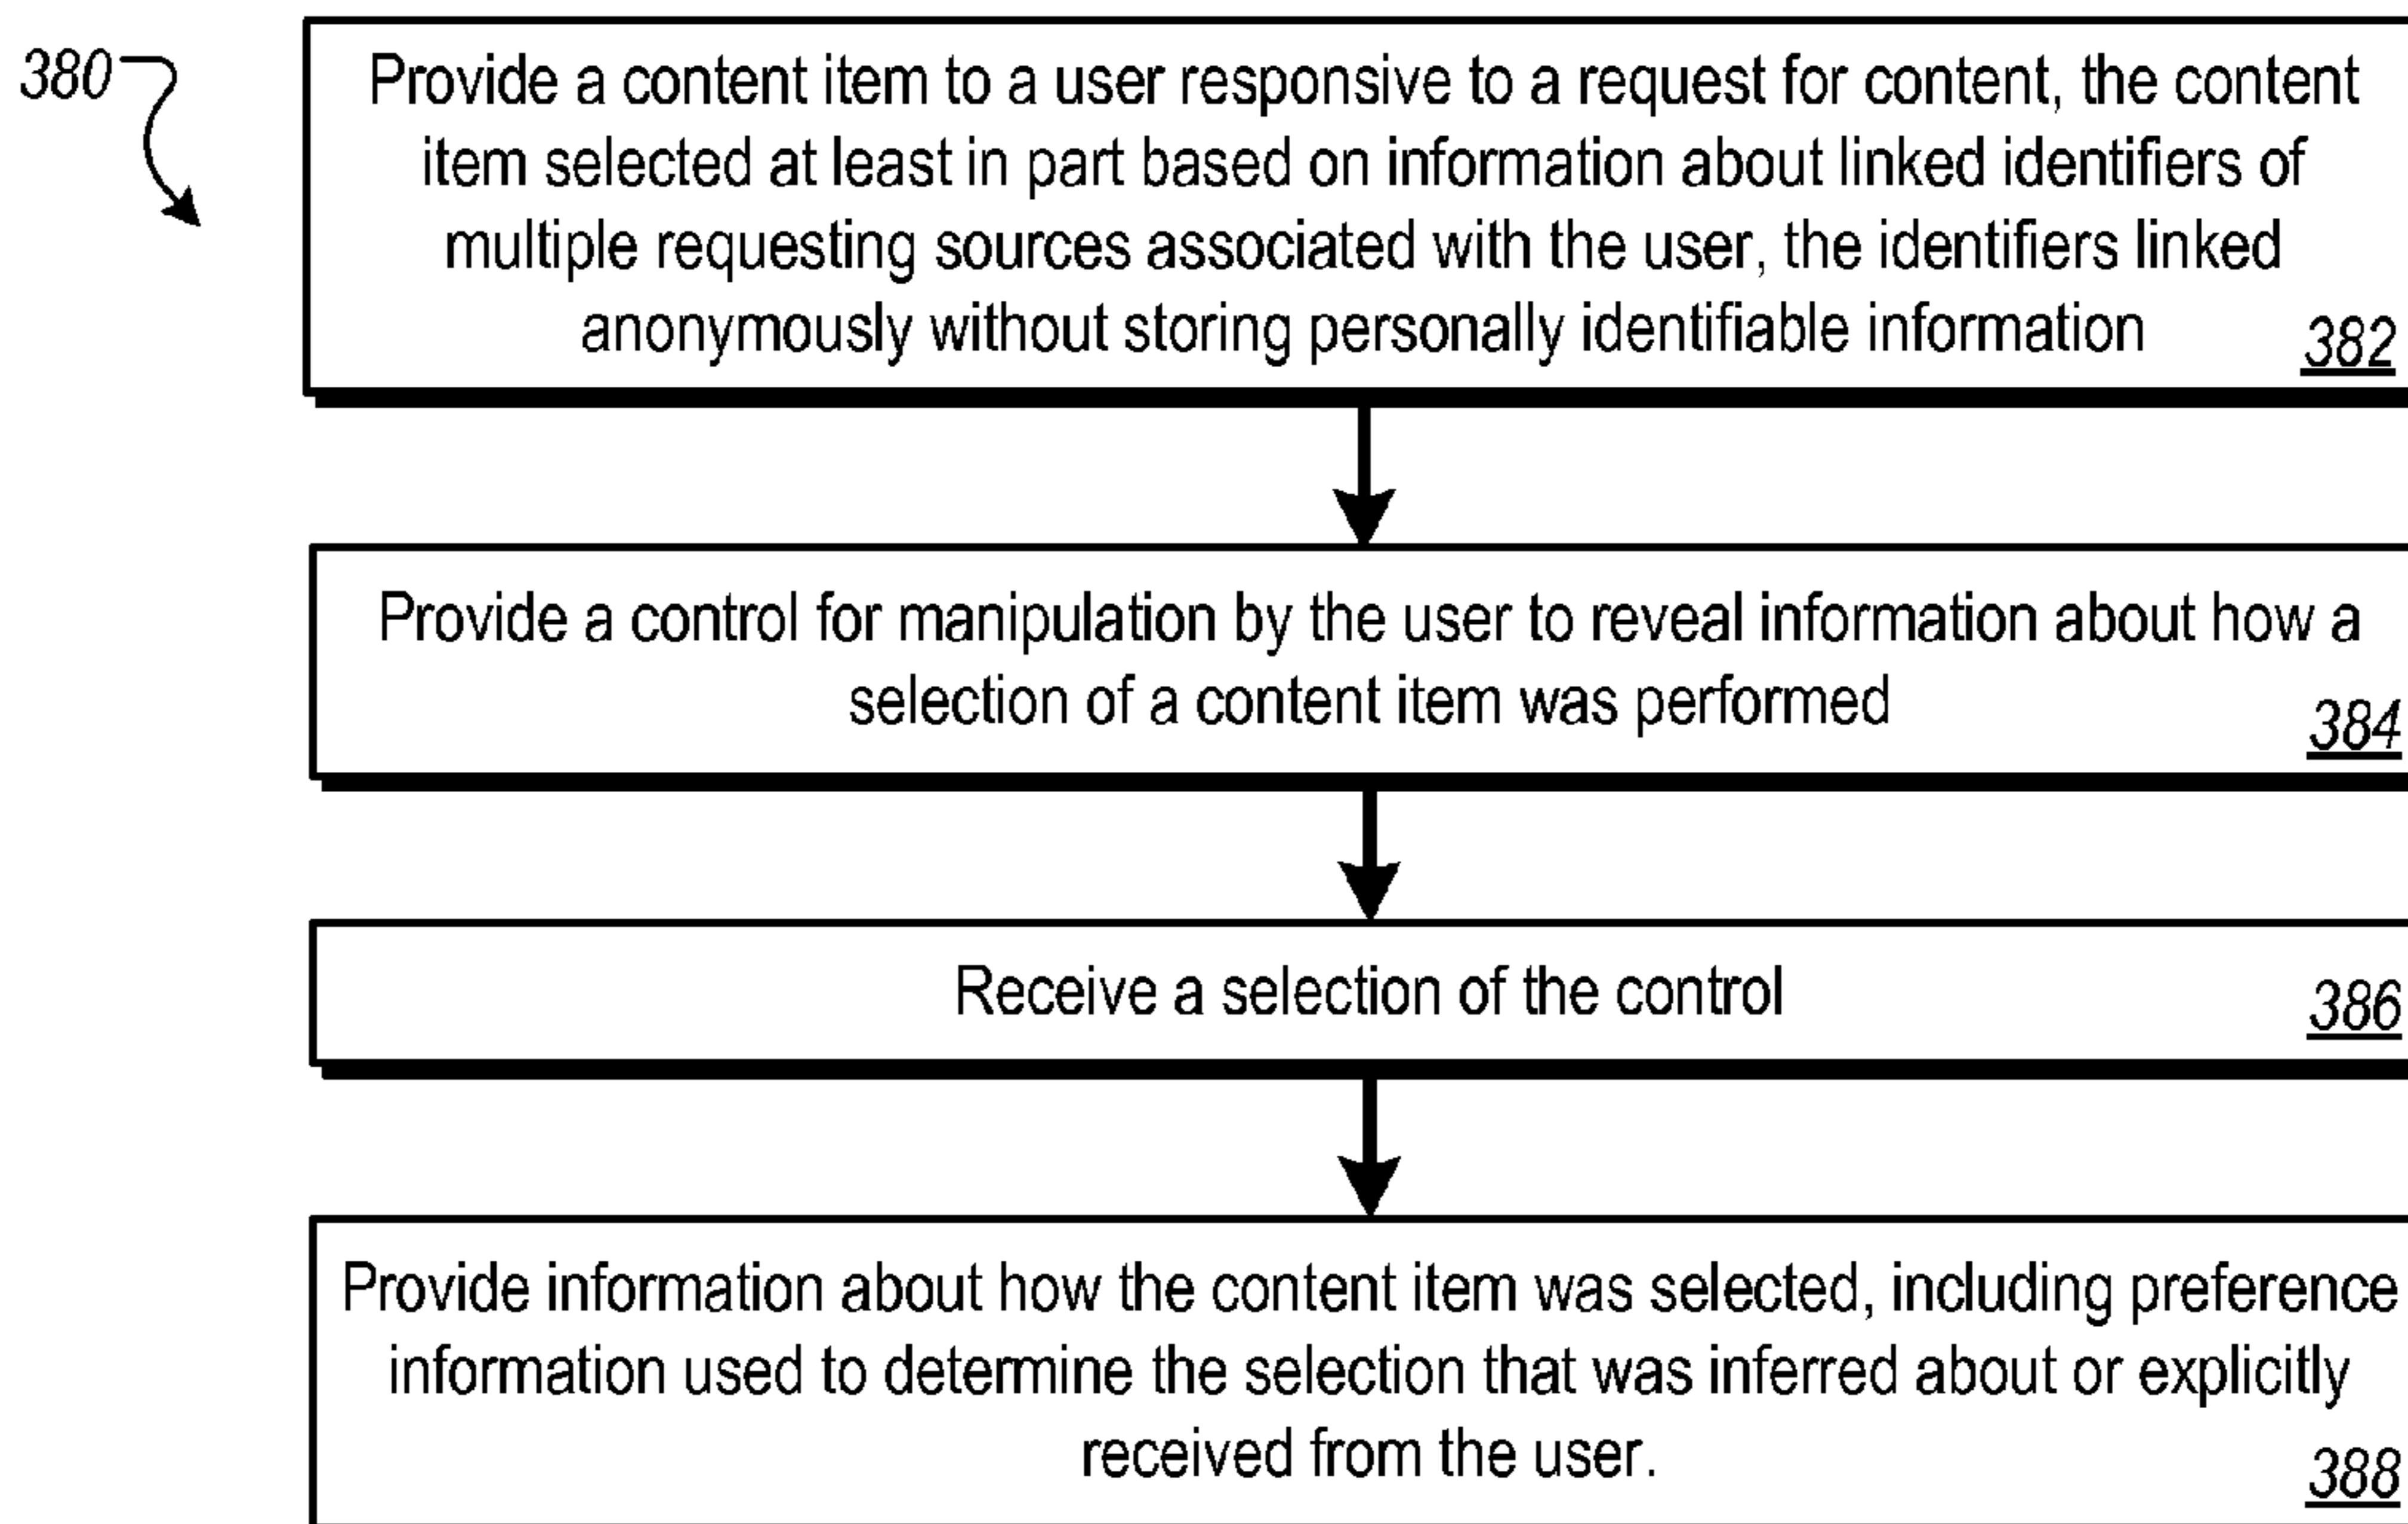 380
Provide a content item to a user responsive to a request for content, the content
item selected at least in part based on information about linked identifiers of
multiple requesting sources associated with the user, the identifiers linked
anonymously without storing personally identifiable information
382
Provide a control for manipulation by the user to reveal information about how a
selection of a content item was performed
384
Receive a selection of the control
386
Provide information about how the content item was selected, including preference
information used to determine the selection that was inferred about or explicitly
received from the user.
388